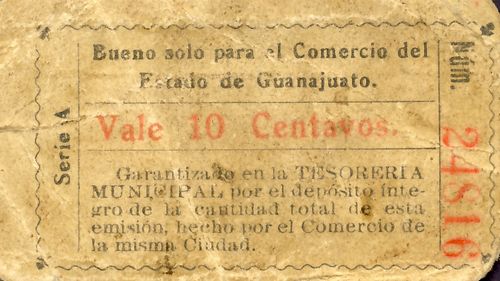 Bueno solo para el Comercio del
Estado de Guanajuato.
Serie A
Vale 10 Centavos.
Núm.
24816
Garantizado en la TESORERIA
MUNICIPAL por el depósito ínte-
gro de la cantidad total de esta
emisión, hecho por el Comercio de
la misma Ciudad.